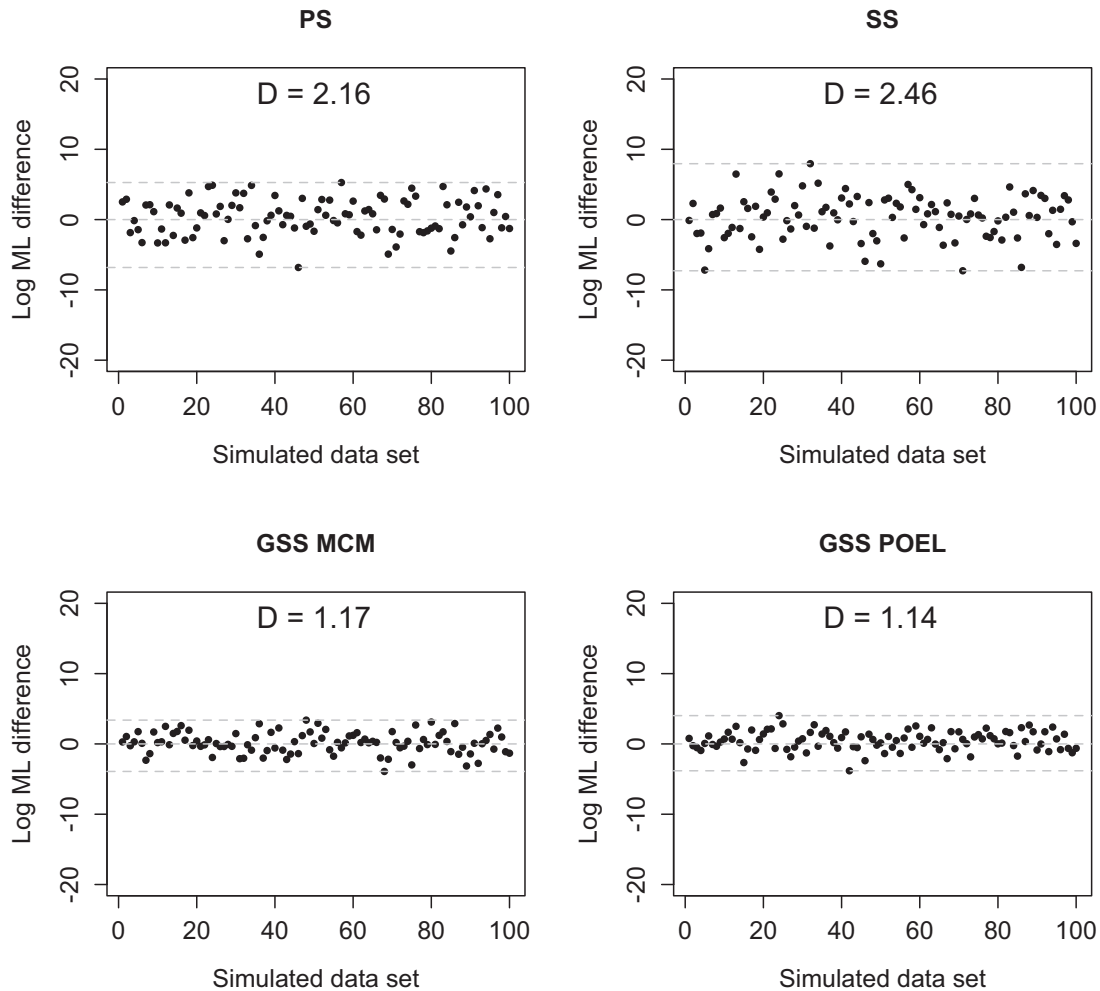 PS
D = 2.16
Log ML difference
20
10
0
-10
-20
0 20 40 60 80 100
Simulated data set
SS
D = 2.46
Log ML difference
20
10
0
-10
-20
0 20 40 60 80 100
Simulated data set
GSS MCM
D = 1.17
Log ML difference
20
10
0
-10
-20
0 20 40 60 80 100
Simulated data set
GSS POEL
D = 1.14
Log ML difference
20
10
0
-10
-20
0 20 40 60 80 100
Simulated data set